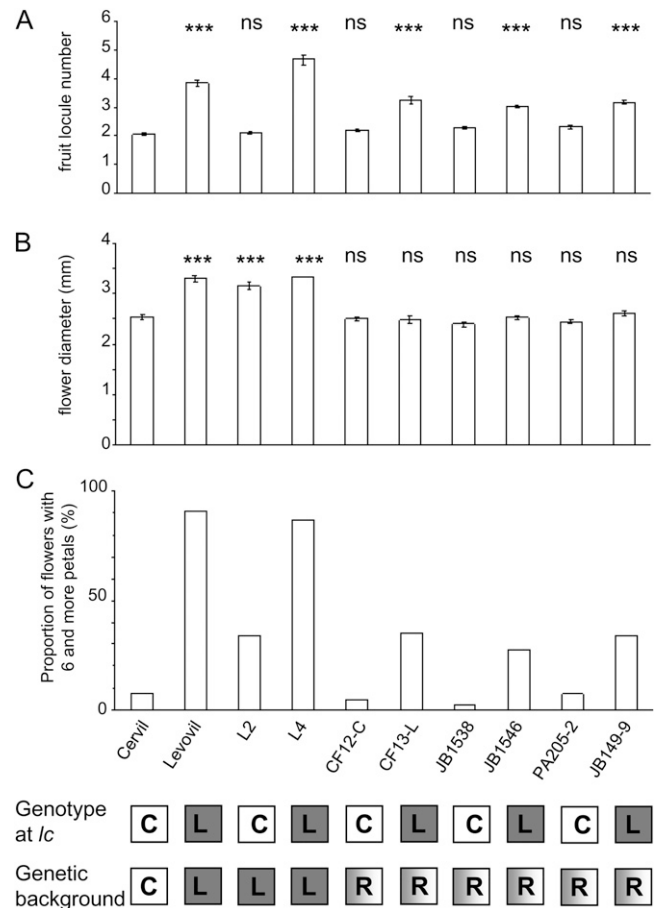 A
*** ns *** ns *** ns *** ns ***
fruit locule number
6
5
4
3
2
1
0
B
*** *** *** ns ns ns ns ns ns
flower diameter (mm)
4
3
2
1
0
C
Proportion of flowers with
6 and more petals (%)
100
50
0
Cervil Levovil L2 L4 CF12-C CF13-L JB1538 JB1546 PA205-2 JB149-9
Genotype
at lc
C L C L C L C L C L
Genetic
background
C L L L R R R R R R